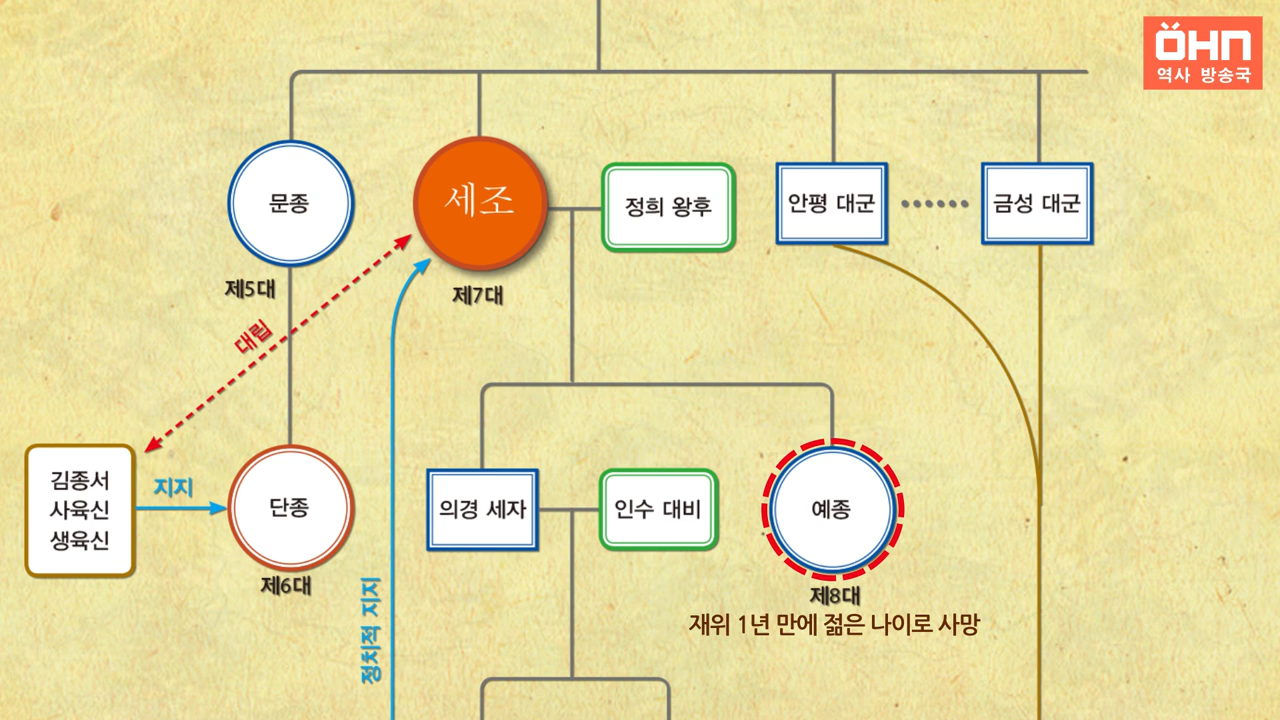 ÖHN
역사 방송국
문종
세조
정희 왕후
안평 대군
금성 대군
제5대
제7대
대립
김종서
사육신
생육신
지지
단종
의경 세자
인수 대비
예종
제6대
제8대
정치적 지지
재위 1년 만에 젊은 나이로 사망